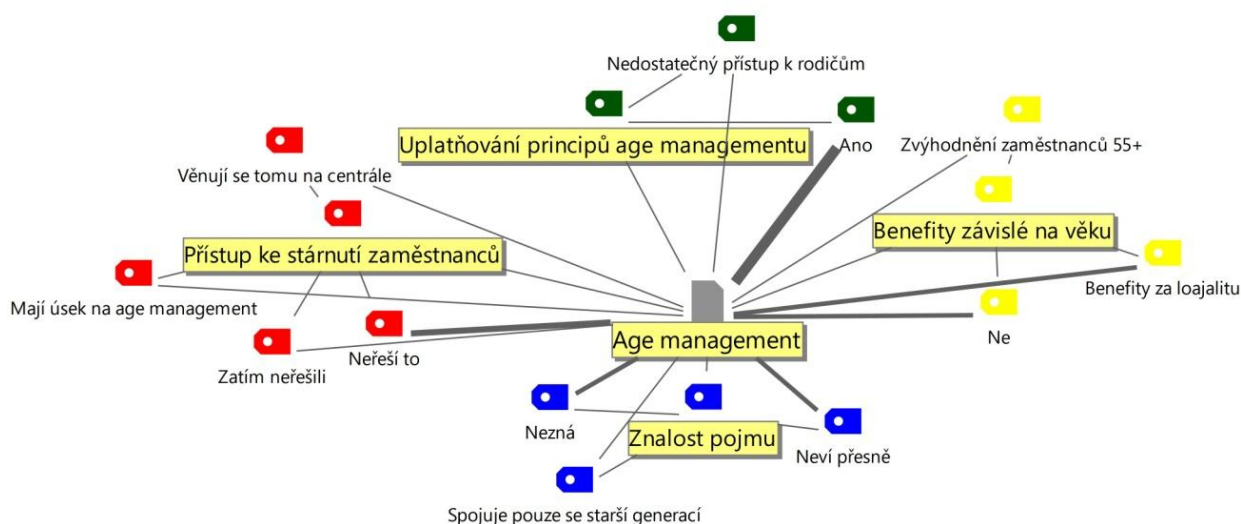 Nedostatečný přístup k rodičům
Uplatňování principů age managementu
Ano
Zvýhodnění zaměstnanců 55+
Věnují se tomu na centrále
Přístup ke stárnutí zaměstnanců
Benefity závislé na věku
Mají úsek na age management
Benefity za loajalitu
Zatím neřešili
Neřeší to
Age management
Ne
Nezná
Znalost pojmu
Neví přesně
Spojuje pouze se starší generací